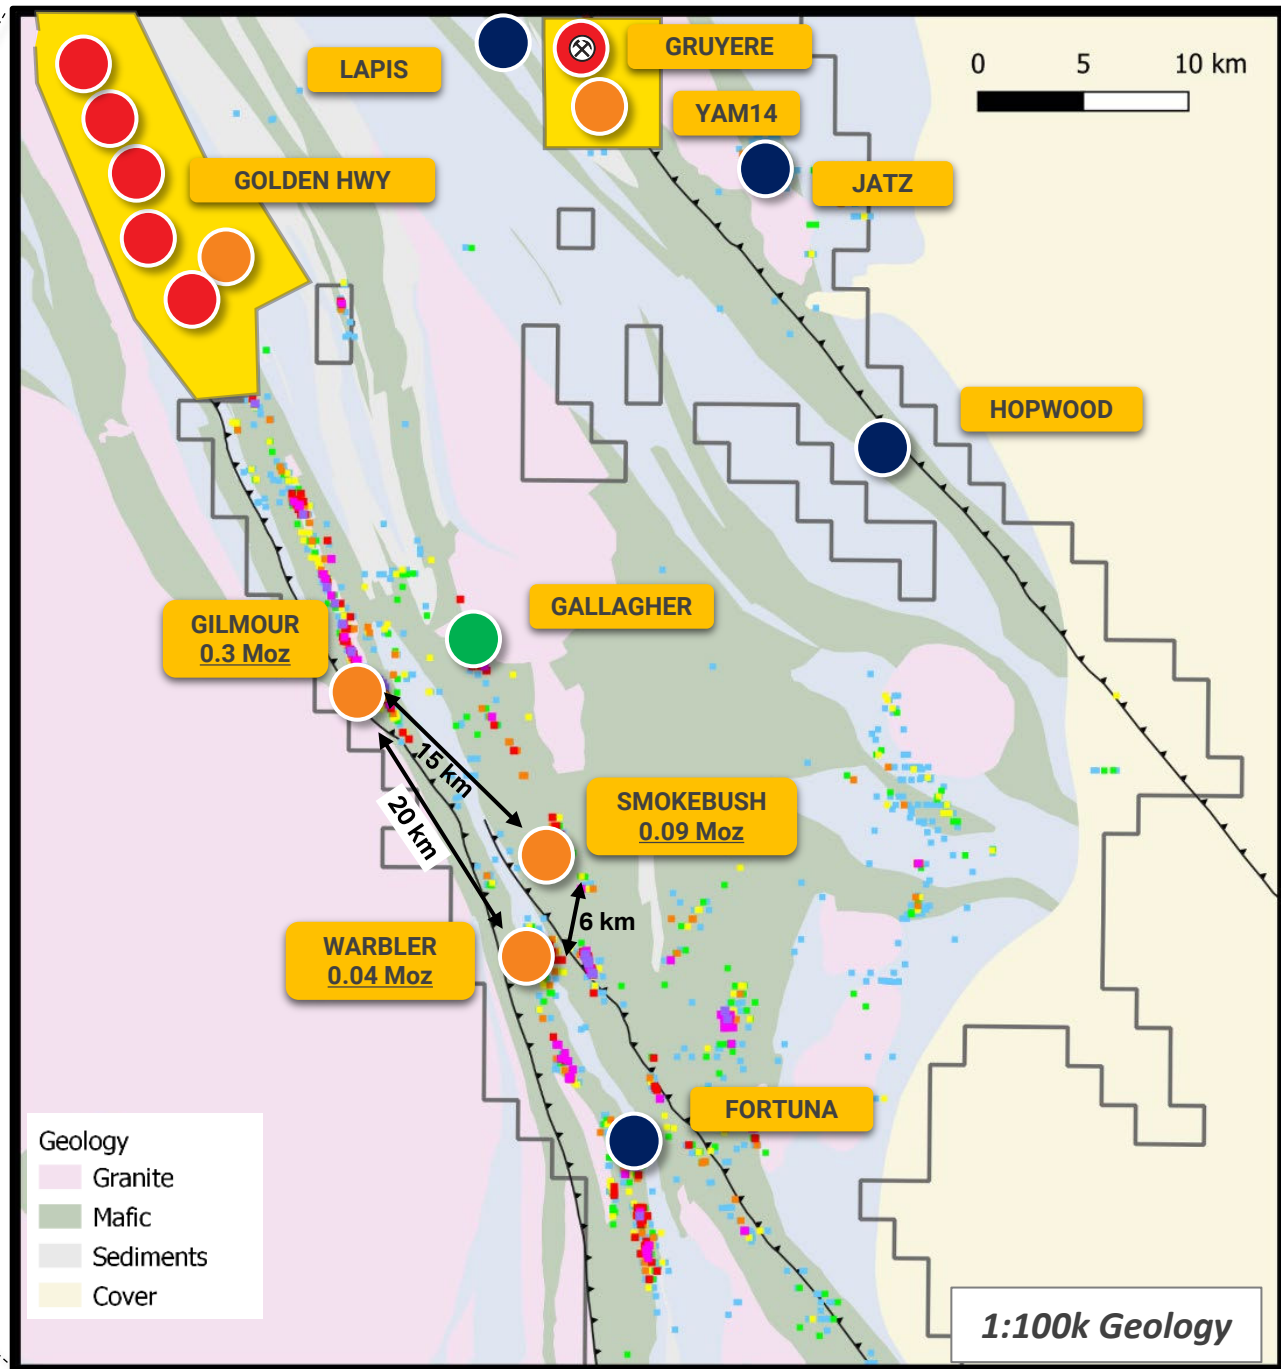 LAPIS
GRUYERE
0 5 10 km
YAM14
GOLDEN HWY
JATZ
HOPWOOD
GALLAGHER
GILMOUR
0.3 Moz
15 km
20 km
SMOKEBUSH
0.09 Moz
6 km
WARBLER
0.04 Moz
FORTUNA
Geology
Granite
Mafic
Sediments
Cover
1:100k Geology